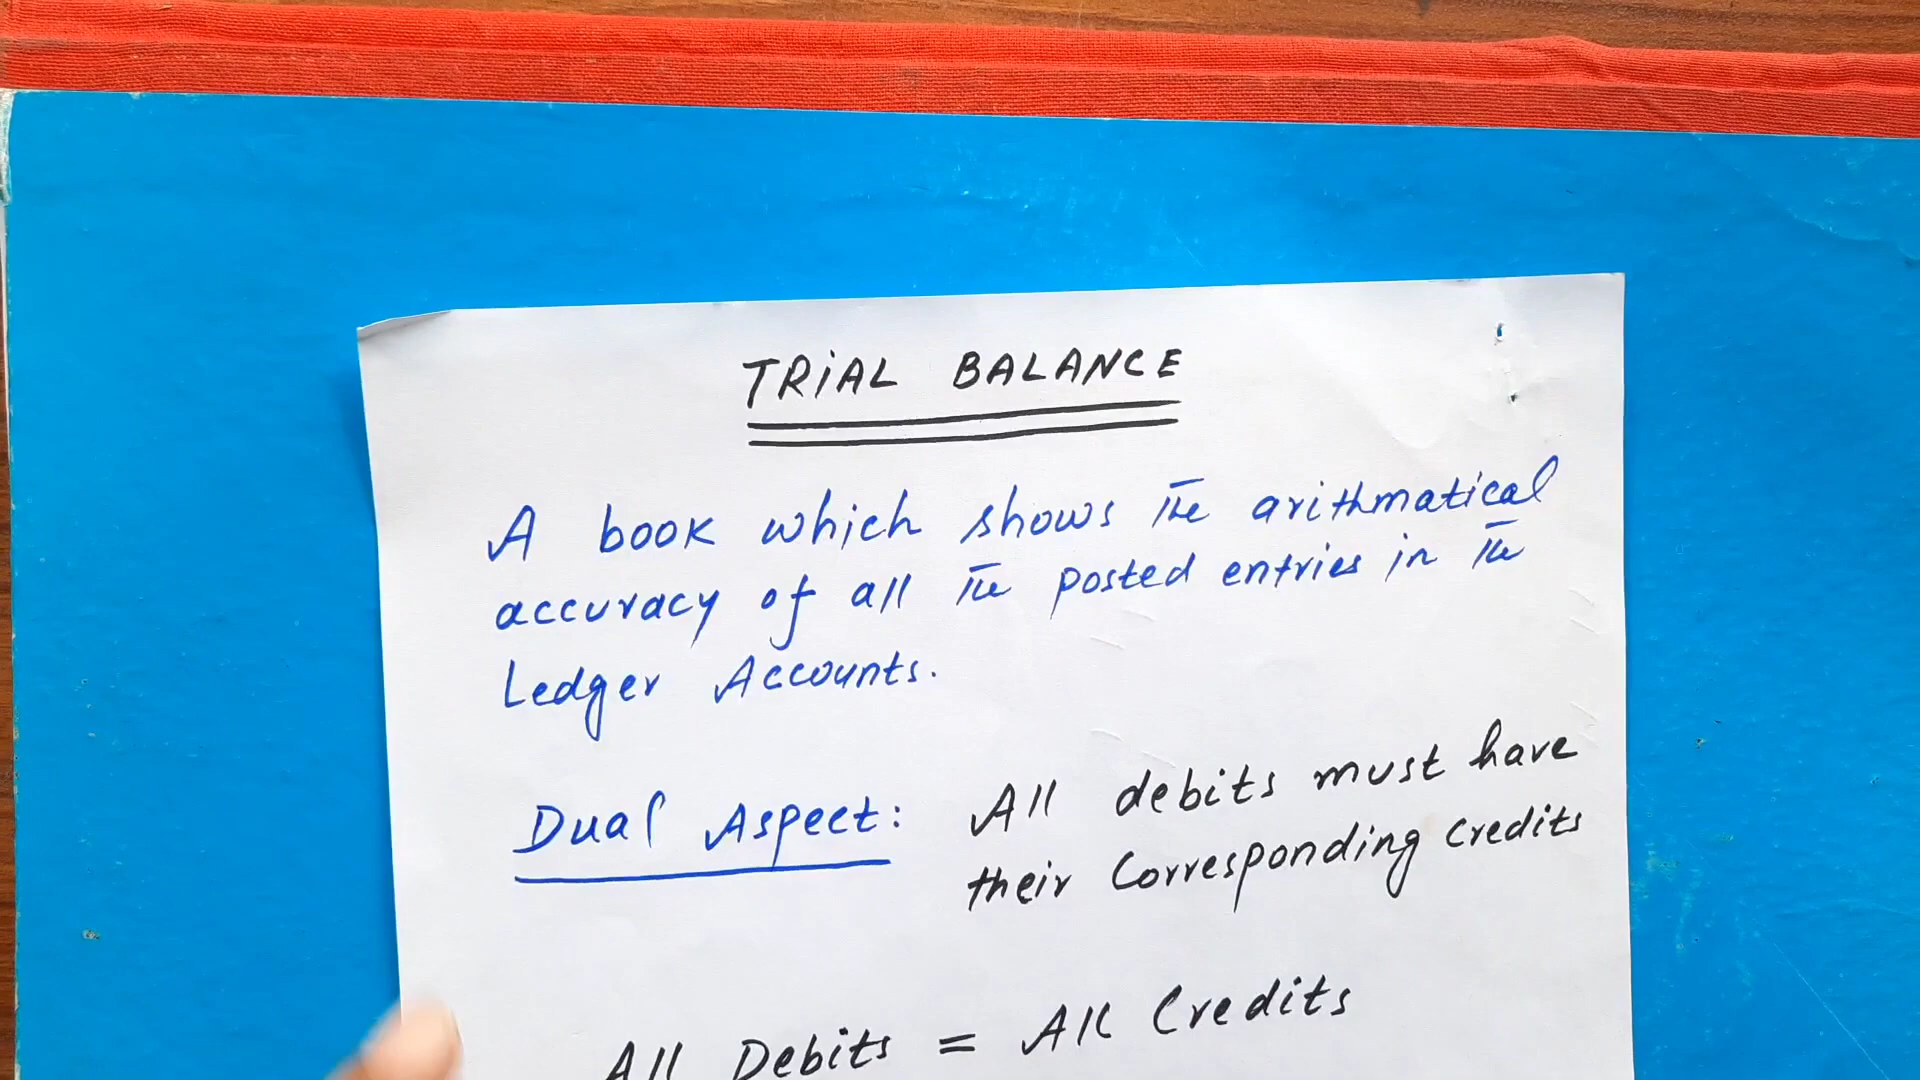 TRiAL BALANCE
A book which shows the arithmatical
accuracy of all the posted entries in the
Ledger Accounts.
Dual Aspect: All debits must have
their Corresponding credits
All Debits = All Credits